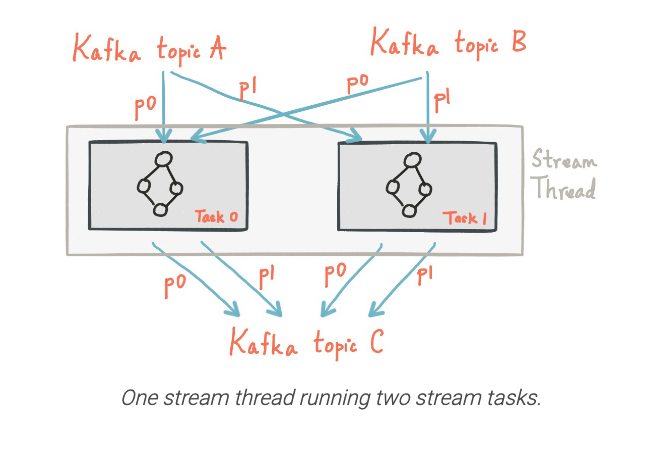 Kafka topic A
Kafka topic B
p0
p1
p0
p1
Stream
Thread
Task 0
Task 1
p0
p1
p0
p1
Kafka topic C
One stream thread running two stream tasks.